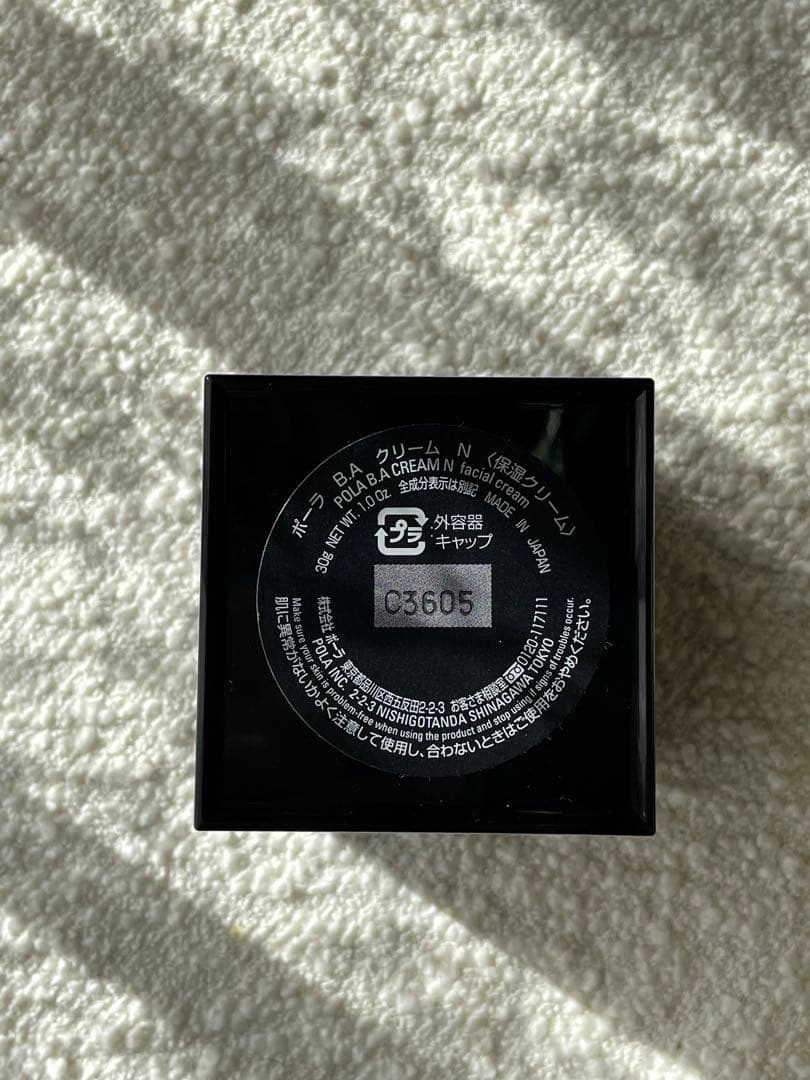 ポーラ B.A クリーム N 〈保湿クリーム〉
POLA B.A CREAM N facial cream
30g NET WT. 1.0 Oz. 全成分表示は別記 MADE IN JAPAN
プラ 外容器
キャップ
C3605
株式会社 ポーラ 東京都品川区西五反田2-2-3 お客さま相談室 0120-117111
POLA INC. 2-2-3 NISHIGOTANDA SHINAGAWA TOKYO
Make sure your skin is problem-free when using the product and stop using if signs of troubles occur.
肌に異常がないかよく注意して使用し、合わないときはご使用をおやめください。